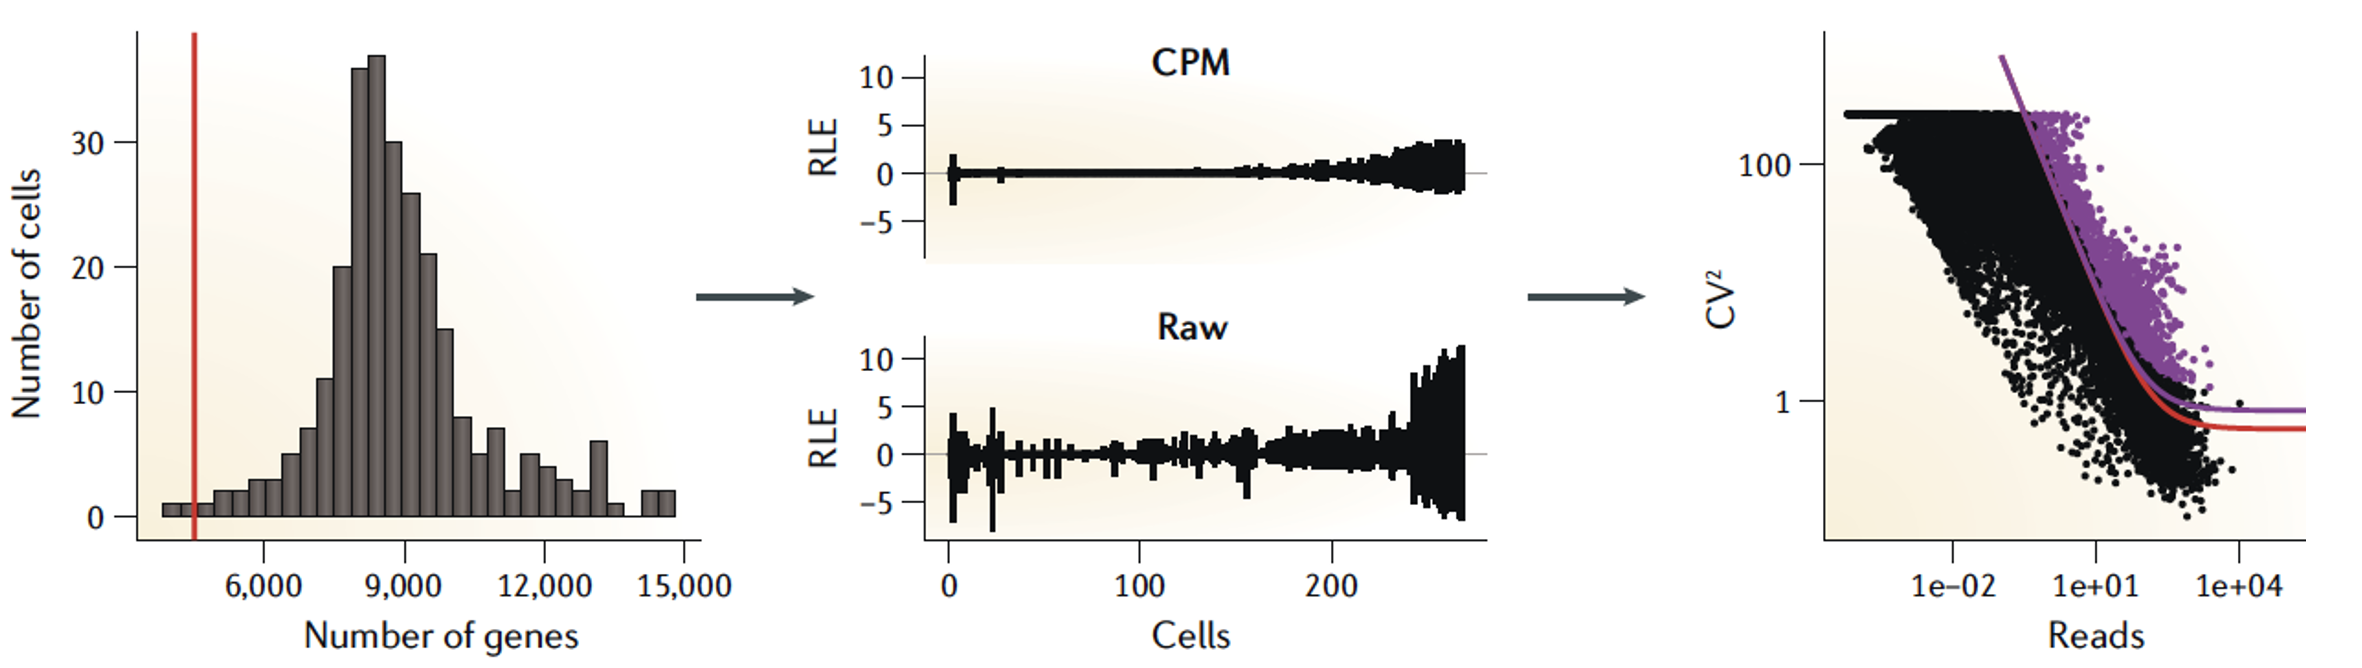 Number of cells
30
20
10
0
6,000 9,000 12,000 15,000
Number of genes
CPM
RLE
10
5
0
−5
Raw
RLE
10
5
0
−5
0 100 200
Cells
CV²
100
1
1e−02 1e+01 1e+04
Reads